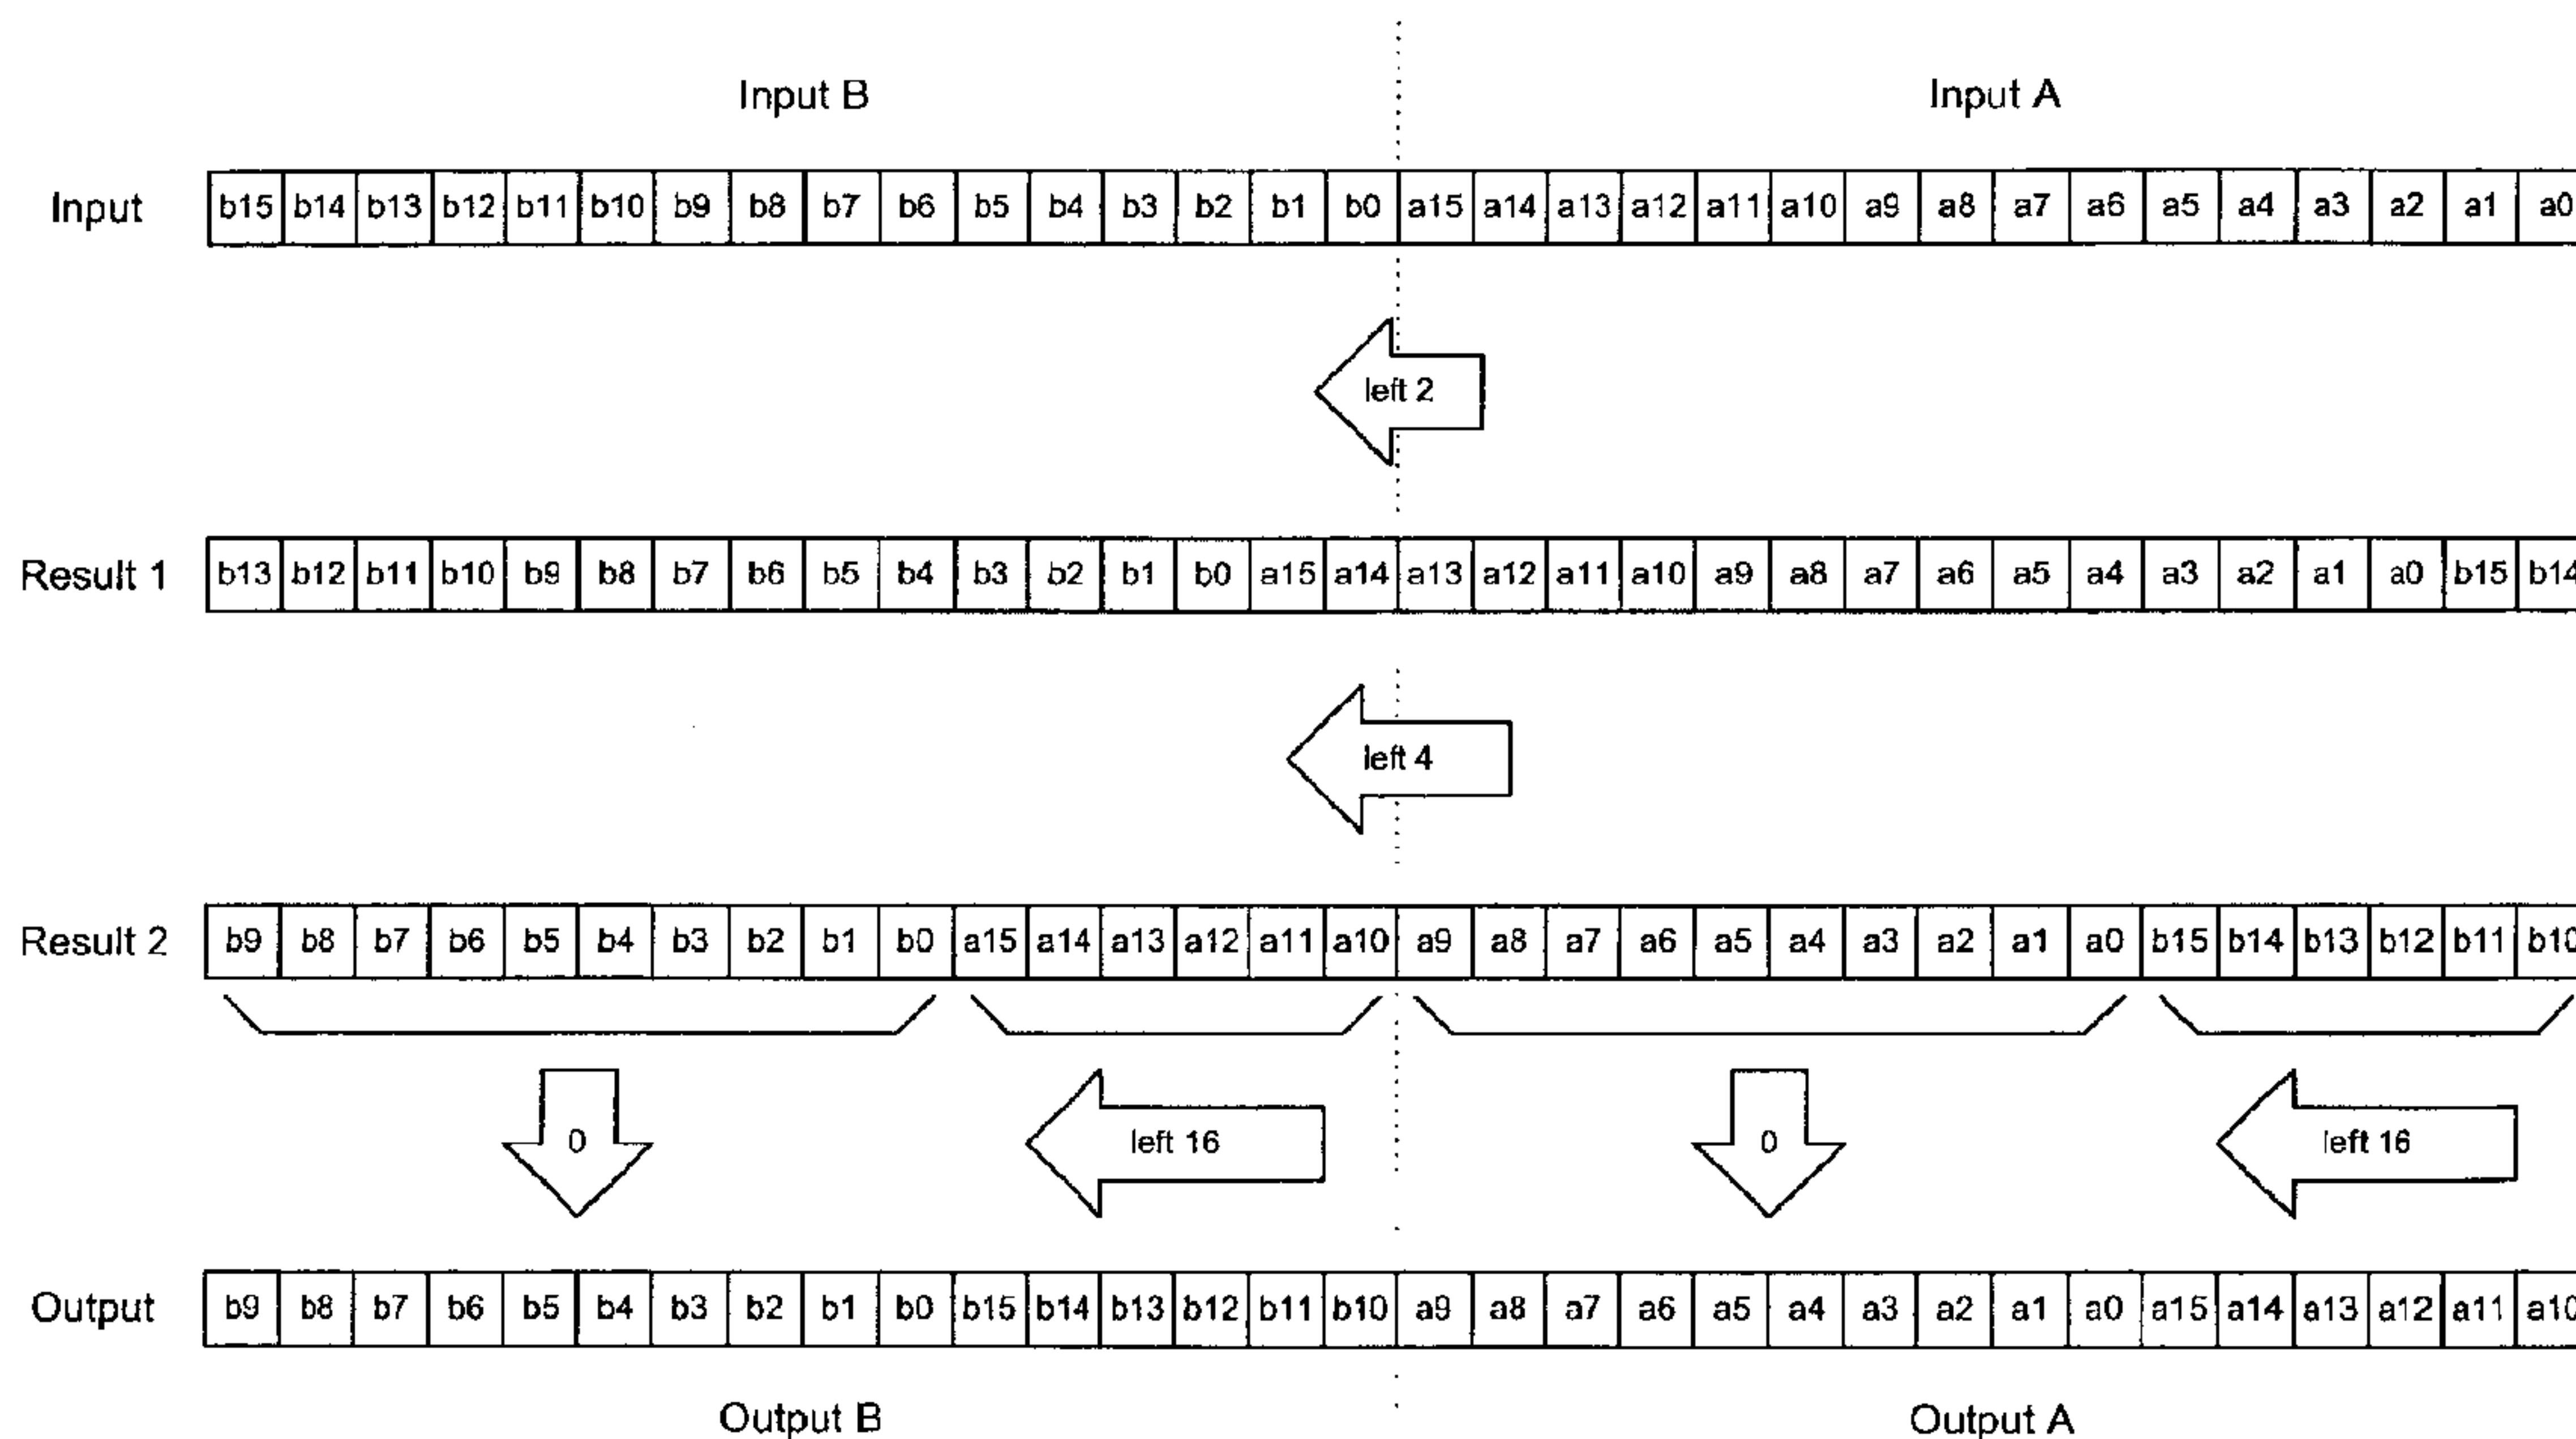 Input B Input A
Input b15 b14 b13 b12 b11 b10 b9 b8 b7 b6 b5 b4 b3 b2 b1 b0 a15 a14 a13 a12 a11 a10 a9 a8 a7 a6 a5 a4 a3 a2 a1 a0
left 2
Result 1 b13 b12 b11 b10 b9 b8 b7 b6 b5 b4 b3 b2 b1 b0 a15 a14 a13 a12 a11 a10 a9 a8 a7 a6 a5 a4 a3 a2 a1 a0 b15 b14
left 4
Result 2 b9 b8 b7 b6 b5 b4 b3 b2 b1 b0 a15 a14 a13 a12 a11 a10 a9 a8 a7 a6 a5 a4 a3 a2 a1 a0 b15 b14 b13 b12 b11 b10
0 left 16 0 left 16
Output b9 b8 b7 b6 b5 b4 b3 b2 b1 b0 b15 b14 b13 b12 b11 b10 a9 a8 a7 a6 a5 a4 a3 a2 a1 a0 a15 a14 a13 a12 a11 a10
Output B Output A